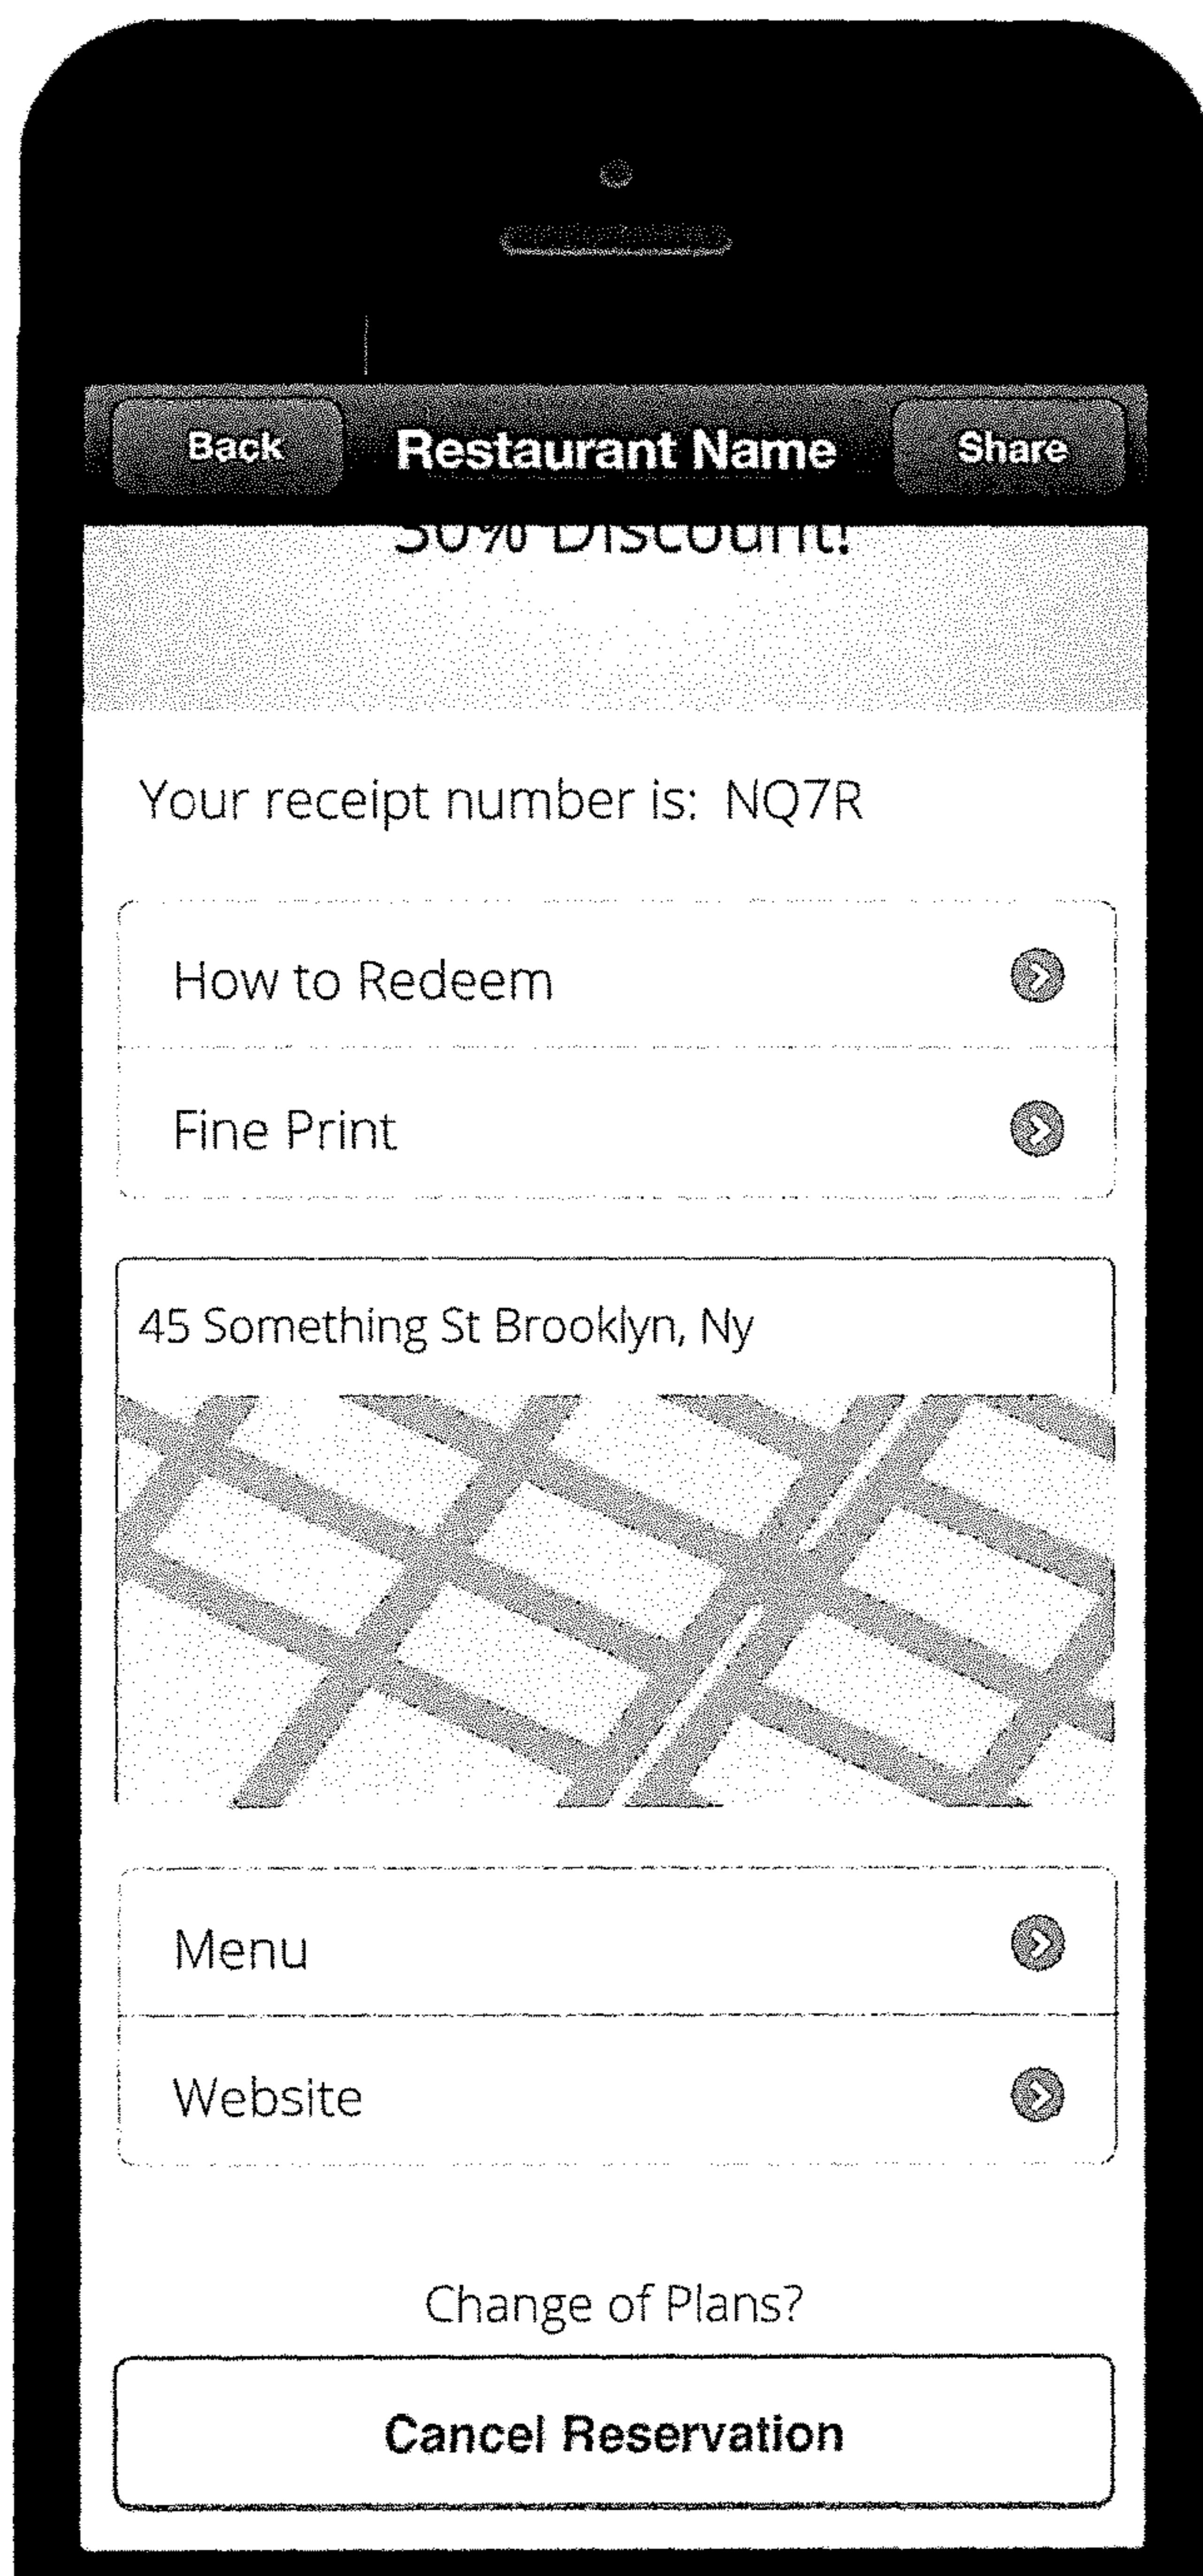 Back Restaurant Name Share
Discount!
Your receipt number is: NQ7R
How to Redeem
Fine Print
45 Something St Brooklyn, Ny
Menu
Website
Change of Plans?
Cancel Reservation